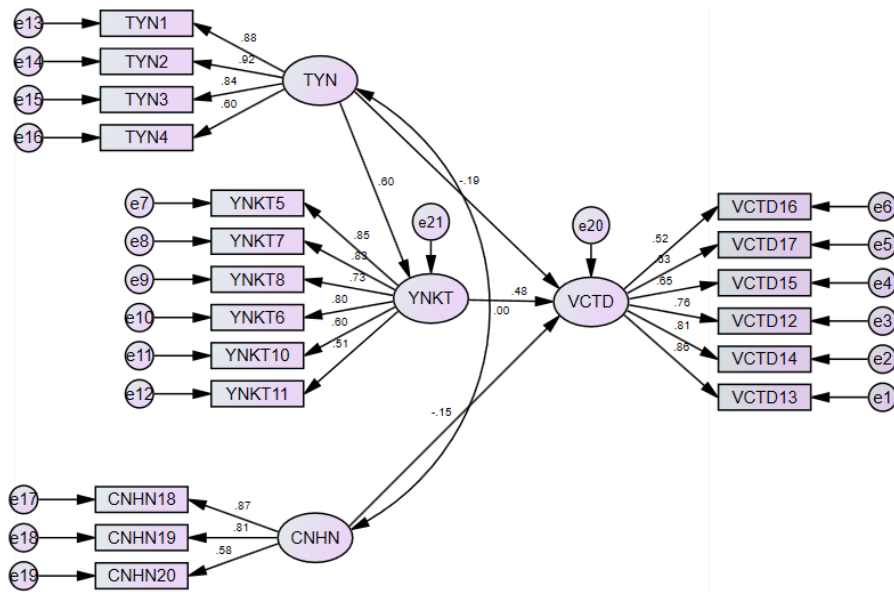 e13 TYN1
.88
e14 TYN2
.92
TYN
e15 TYN3
.84
e16 TYN4
.60
.60
-.19
e7 YNKT5
.85
e8 YNKT7
.83
e9 YNKT8
.73
e10 YNKT6
.80
e11 YNKT10
.60
e12 YNKT11
.51
e21
YNKT
.48
.00
e20
VCTD
VCTD16 e6
.52
VCTD17 e5
.63
VCTD15 e4
.65
VCTD12 e3
.76
VCTD14 e2
.81
VCTD13 e1
.86
-.15
e17 CNHN18
.87
e18 CNHN19
.81
CNHN
e19 CNHN20
.58